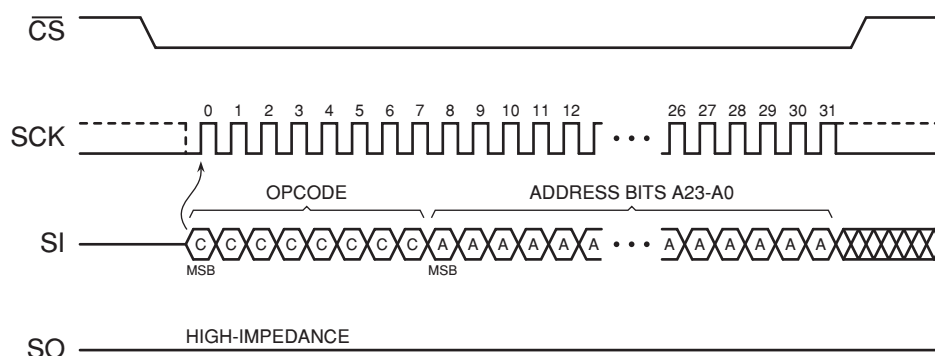 CS
0 1 2 3 4 5 6 7 8 9 10 11 12 26 27 28 29 30 31
SCK
OPCODE ADDRESS BITS A23-A0
SI C C C C C C C C A A A A A A A A A A A A
MSB MSB
HIGH-IMPEDANCE
SO